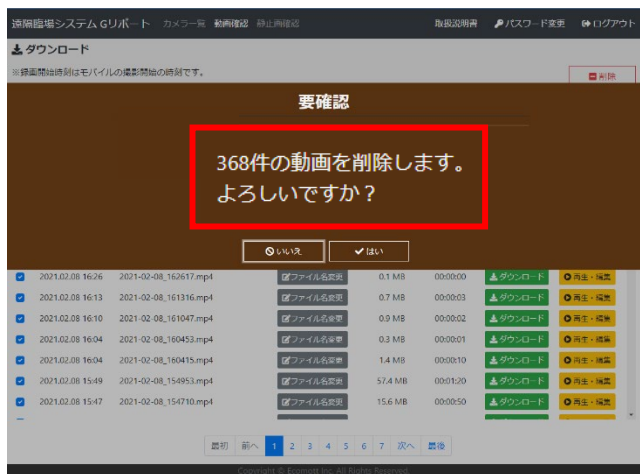 遠隔臨場システム Gリポート カメラ一覧 動画確認 静止画確認 取扱説明書 パスワード変更 ログアウト
ダウンロード
※録画開始時刻はモバイルの撮影開始の時刻です。
削除
要確認
368件の動画を削除します。
よろしいですか？
いいえ はい
2021.02.08 16:26 2021-02-08_162617.mp4 ファイル名変更 0.1 MB 00:00:00 ダウンロード 再生・編集
2021.02.08 16:13 2021-02-08_161316.mp4 ファイル名変更 0.7 MB 00:00:03 ダウンロード 再生・編集
2021.02.08 16:10 2021-02-08_161047.mp4 ファイル名変更 0.9 MB 00:00:02 ダウンロード 再生・編集
2021.02.08 16:04 2021-02-08_160453.mp4 ファイル名変更 0.3 MB 00:00:01 ダウンロード 再生・編集
2021.02.08 16:04 2021-02-08_160415.mp4 ファイル名変更 1.4 MB 00:00:10 ダウンロード 再生・編集
2021.02.08 15:49 2021-02-08_154953.mp4 ファイル名変更 57.4 MB 00:01:20 ダウンロード 再生・編集
2021.02.08 15:47 2021-02-08_154710.mp4 ファイル名変更 15.6 MB 00:00:50 ダウンロード 再生・編集
最初 前へ 1 2 3 4 5 6 7 次へ 最後
Copyright © Ecomott Inc. All Rights Reserved.